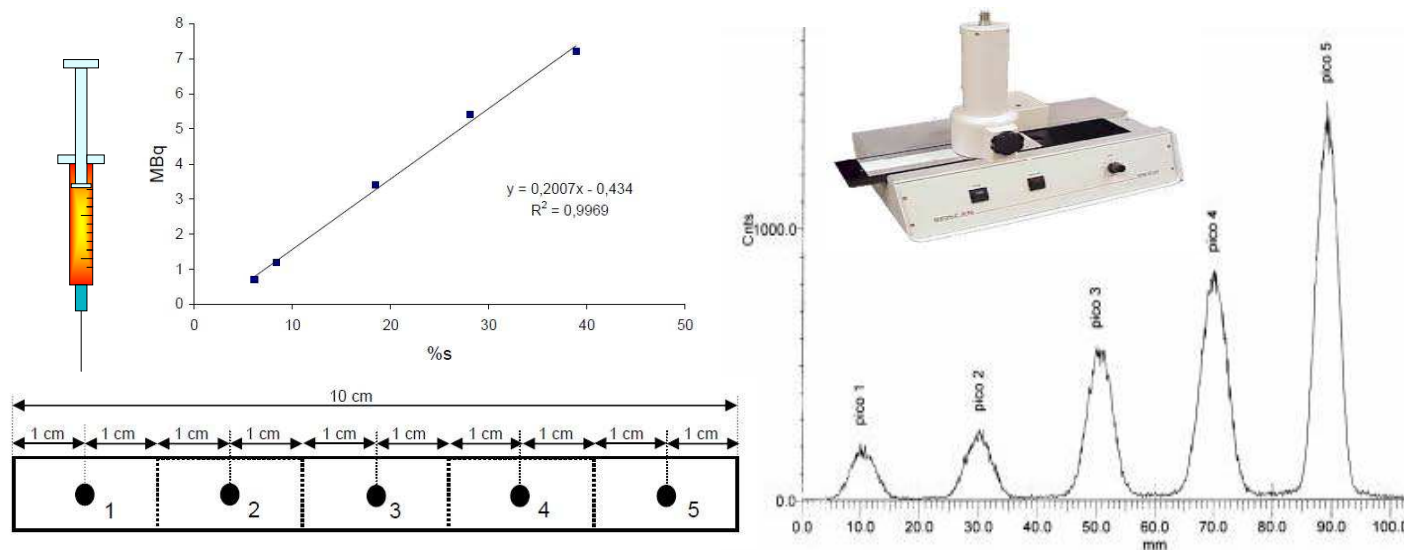 8
7
6
5
4
3
2
1
0
MBq
y = 0,2007x - 0,434
R² = 0,9969
0 10 20 30 40 50
%s
10 cm
1 cm 1 cm 1 cm 1 cm 1 cm 1 cm 1 cm 1 cm 1 cm 1 cm
1 2 3 4 5
Cnts
1000.0
0.0
pico 1
pico 2
pico 3
pico 4
pico 5
0.0 10.0 20.0 30.0 40.0 50.0 60.0 70.0 80.0 90.0 100.0
mm